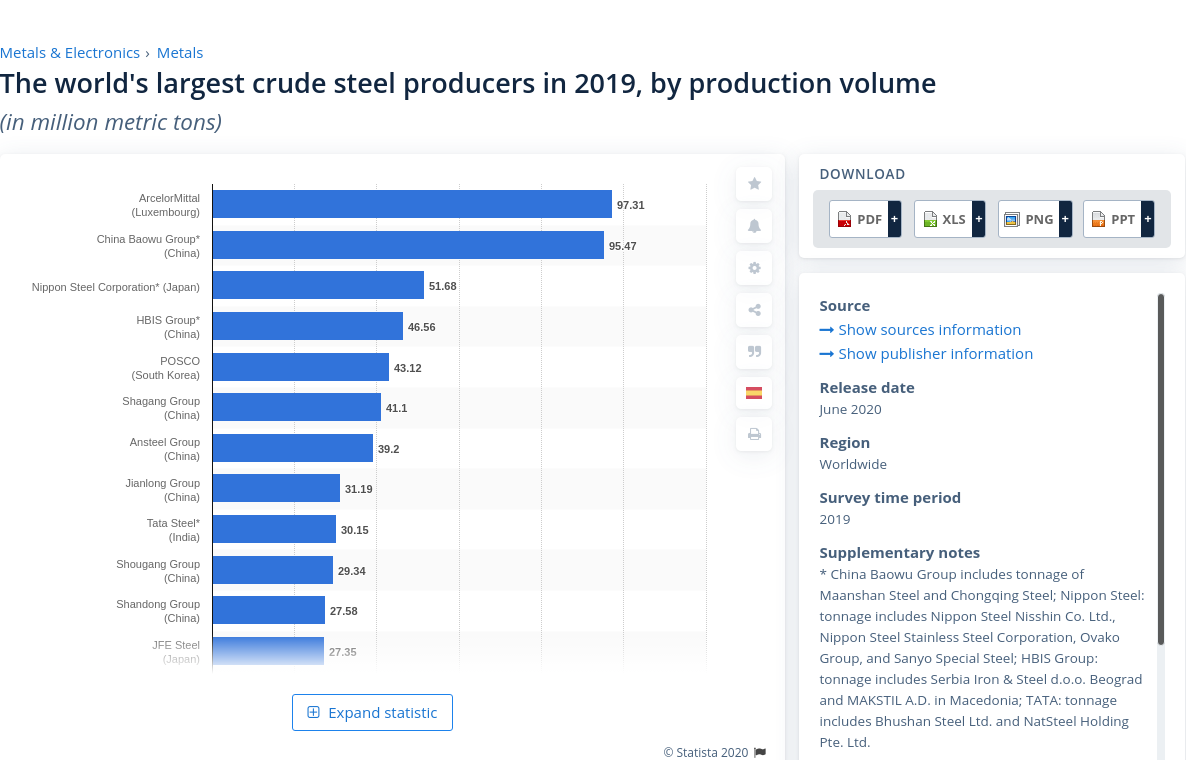 Metals & Electronics › Metals
The world's largest crude steel producers in 2019, by production volume
(in million metric tons)
ArcelorMittal
(Luxembourg)
97.31
China Baowu Group*
(China)
95.47
Nippon Steel Corporation* (Japan)
51.68
HBIS Group*
(China)
46.56
POSCO
(South Korea)
43.12
Shagang Group
(China)
41.1
Ansteel Group
(China)
39.2
Jianlong Group
(China)
31.19
Tata Steel*
(India)
30.15
Shougang Group
(China)
29.34
Shandong Group
(China)
27.58
JFE Steel
(Japan)
27.35
Expand statistic
© Statista 2020
DOWNLOAD
PDF + XLS + PNG + PPT +
Source
Show sources information
Show publisher information
Release date
June 2020
Region
Worldwide
Survey time period
2019
Supplementary notes
* China Baowu Group includes tonnage of
Maanshan Steel and Chongqing Steel; Nippon Steel:
tonnage includes Nippon Steel Nisshin Co. Ltd.,
Nippon Steel Stainless Steel Corporation, Ovako
Group, and Sanyo Special Steel; HBIS Group:
tonnage includes Serbia Iron & Steel d.o.o. Beograd
and MAKSTIL A.D. in Macedonia; TATA: tonnage
includes Bhushan Steel Ltd. and NatSteel Holding
Pte. Ltd.